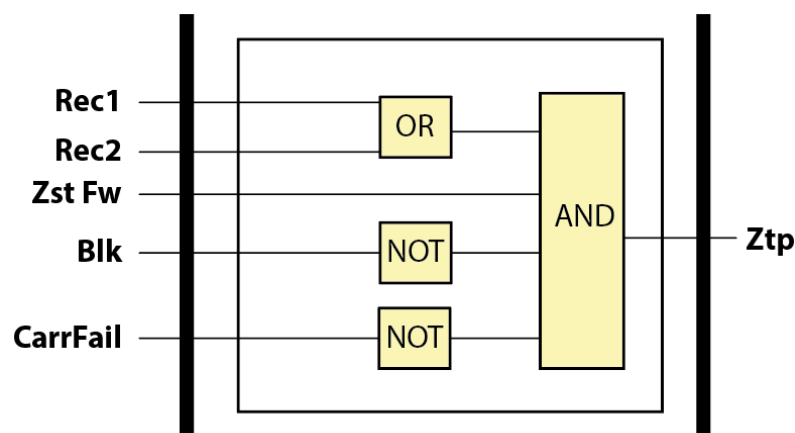 Rec1
OR
Rec2
Zst Fw
AND
Ztp
Blk
NOT
CarrFail
NOT